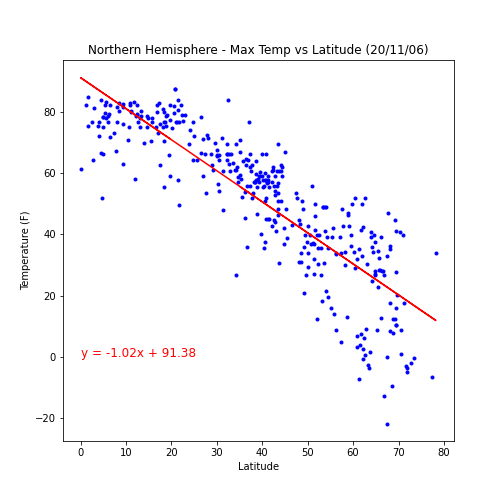 Northern Hemisphere - Max Temp vs Latitude (20/11/06)
80
60
40
20
0
−20
Temperature (F)
y = -1.02x + 91.38
0 10 20 30 40 50 60 70 80
Latitude